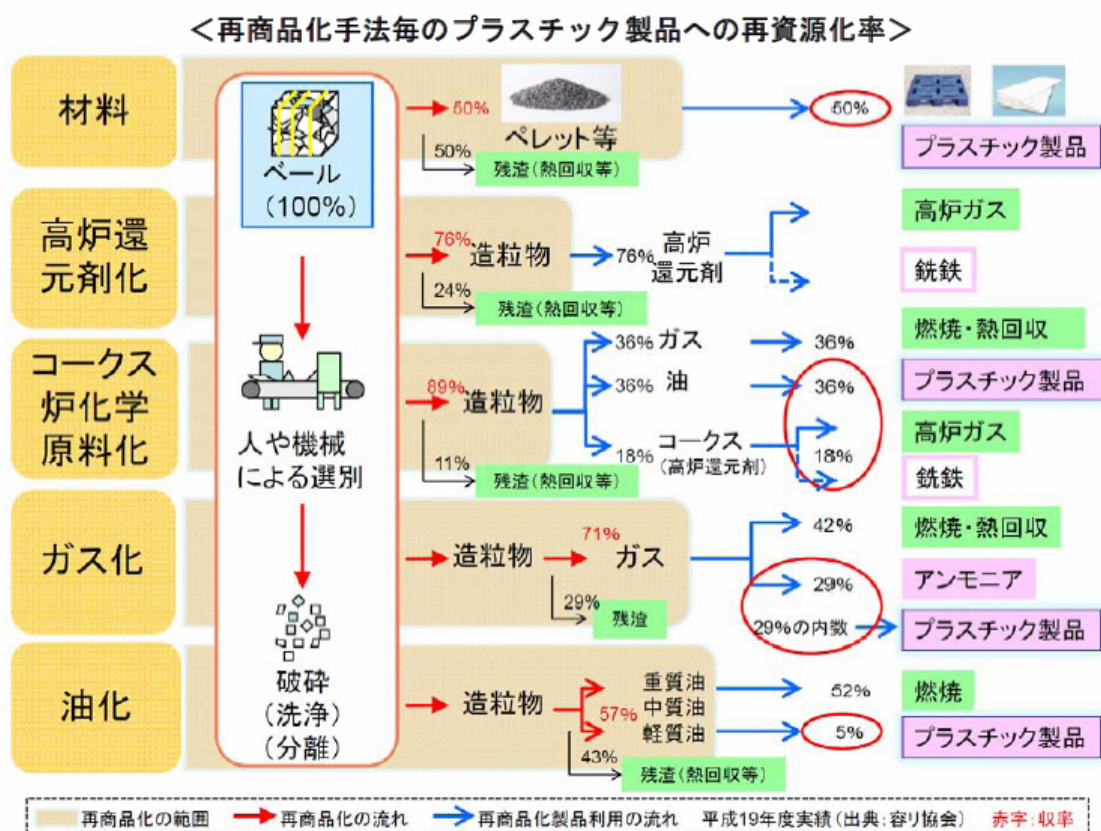 ＜再商品化手法毎のプラスチック製品への再資源化率＞
材料
ベール
（100%）
50%
ペレット等
50%
残渣（熱回収等）
50%
プラスチック製品
高炉還
元剤化
76%
造粒物
24%
残渣（熱回収等）
76%
高炉
還元剤
高炉ガス
銑鉄
コークス
炉化学
原料化
人や機械
による選別
89%
造粒物
11%
残渣（熱回収等）
36%
ガス
36%
燃焼・熱回収
36%
油
36%
プラスチック製品
18%
コークス
（高炉還元剤）
18%
高炉ガス
銑鉄
ガス化
造粒物
71%
ガス
29%
残渣
42%
燃焼・熱回収
29%
アンモニア
29%の内数
プラスチック製品
油化
破砕
（洗浄）
（分離）
造粒物
57%
重質油
中質油
軽質油
43%
残渣（熱回収等）
52%
燃焼
5%
プラスチック製品
再商品化の範囲 再商品化の流れ 再商品化製品利用の流れ 平成19年度実績（出典：容リ協会） 赤字：収率